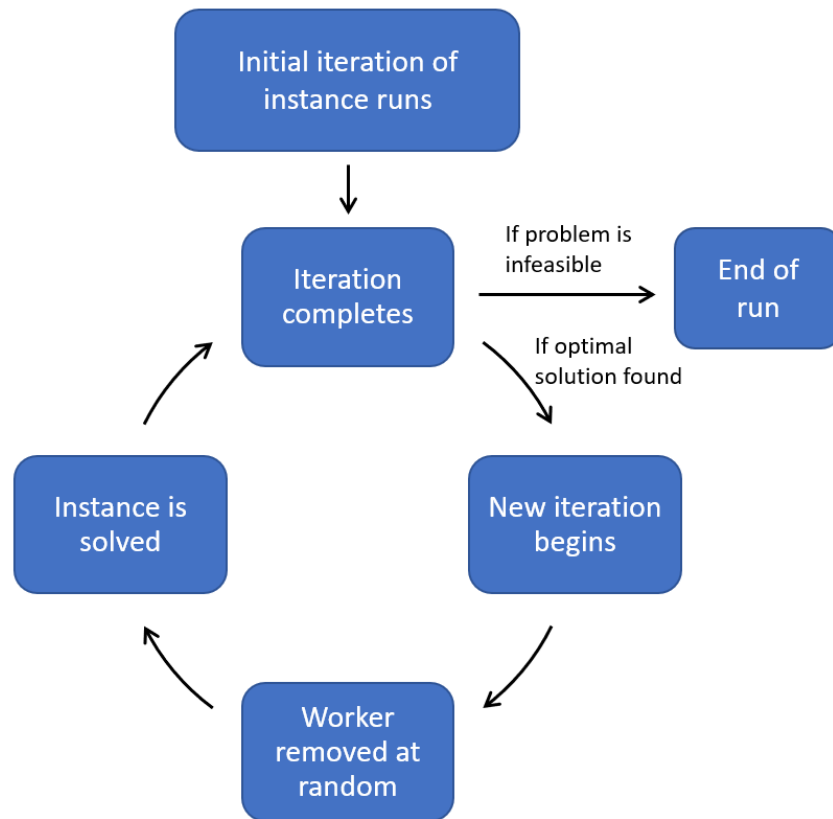 Initial iteration of
instance runs
Iteration
completes
If problem is
infeasible
End of
run
If optimal
solution found
Instance is
solved
New iteration
begins
Worker
removed at
random